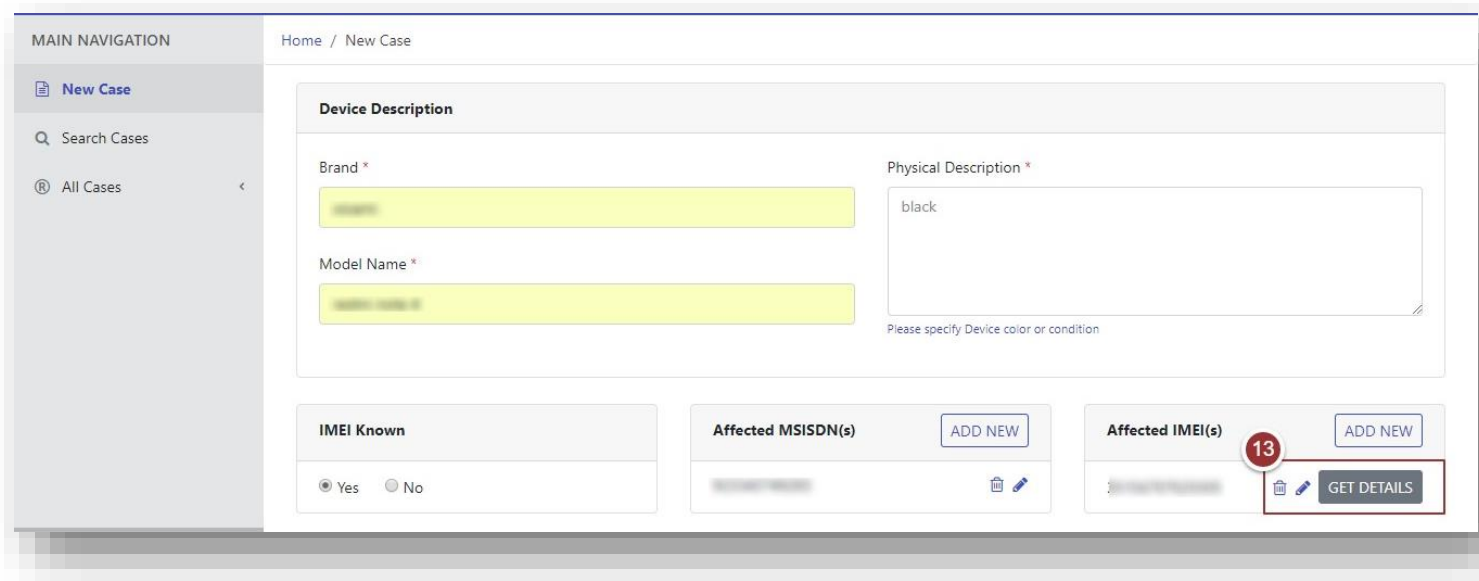 MAIN NAVIGATION
New Case
Search Cases
All Cases
Home / New Case
Device Description
Brand *
Physical Description *
black
Model Name *
Please specify Device color or condition
IMEI Known
Yes No
Affected MSISDN(s) ADD NEW
Affected IMEI(s) ADD NEW
13
GET DETAILS